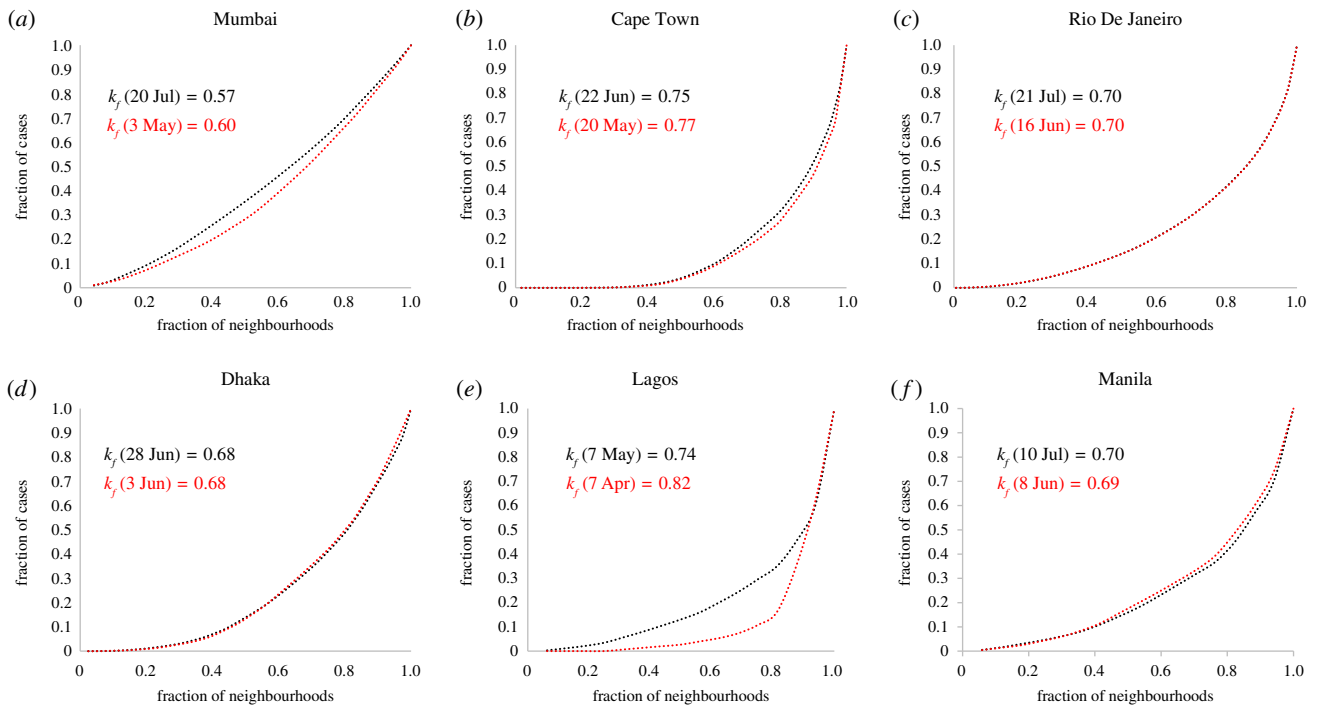 (a) Mumbai
1.0
0.9
0.8
0.7
0.6
0.5
0.4
0.3
0.2
0.1
0
fraction of cases
k_f (20 Jul) = 0.57
k_f (3 May) = 0.60
0.2 0.4 0.6 0.8 1.0
fraction of neighbourhoods
(b) Cape Town
1.0
0.9
0.8
0.7
0.6
0.5
0.4
0.3
0.2
0.1
0
fraction of cases
k_f (22 Jun) = 0.75
k_f (20 May) = 0.77
0 0.2 0.4 0.6 0.8 1.0
fraction of neighbourhoods
(c) Rio De Janeiro
1.0
0.9
0.8
0.7
0.6
0.5
0.4
0.3
0.2
0.1
0
fraction of cases
k_f (21 Jul) = 0.70
k_f (16 Jun) = 0.70
0 0.2 0.4 0.6 0.8 1.0
fraction of neighbourhoods
(d) Dhaka
1.0
0.9
0.8
0.7
0.6
0.5
0.4
0.3
0.2
0.1
0
fraction of cases
k_f (28 Jun) = 0.68
k_f (3 Jun) = 0.68
0 0.2 0.4 0.6 0.8 1.0
fraction of neighbourhoods
(e) Lagos
1.0
0.9
0.8
0.7
0.6
0.5
0.4
0.3
0.2
0.1
0
fraction of cases
k_f (7 May) = 0.74
k_f (7 Apr) = 0.82
0 0.2 0.4 0.6 0.8 1.0
fraction of neighbourhoods
(f) Manila
1.0
0.9
0.8
0.7
0.6
0.5
0.4
0.3
0.2
0.1
0
fraction of cases
k_f (10 Jul) = 0.70
k_f (8 Jun) = 0.69
0 0.2 0.4 0.6 0.8 1.0
fraction of neighbourhoods